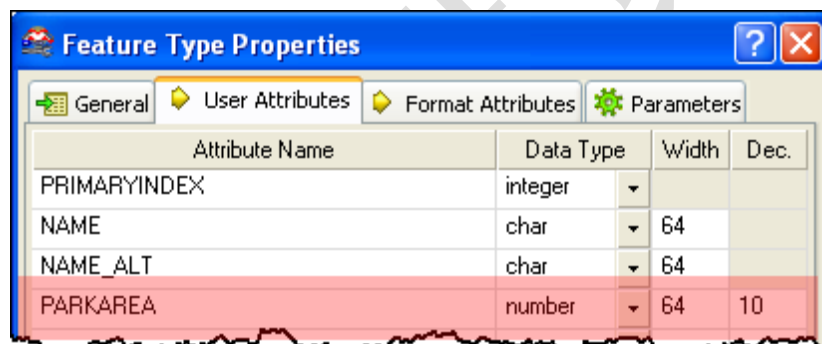 Feature Type Properties
General User Attributes Format Attributes Parameters
Attribute Name Data Type Width Dec.
PRIMARYINDEX integer
NAME char 64
NAME_ALT char 64
PARKAREA number 64 10